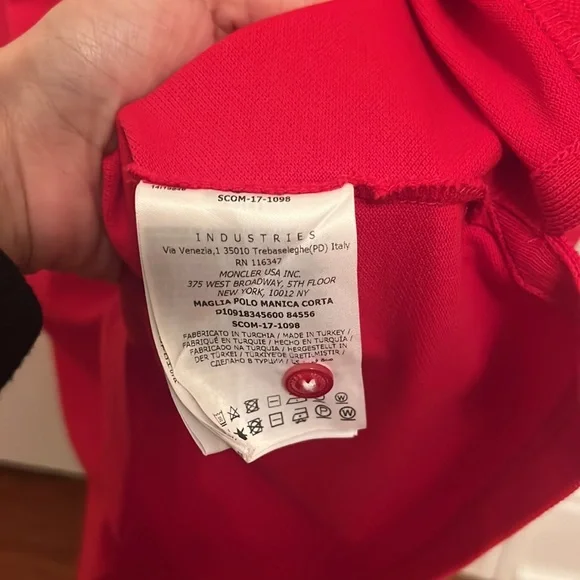 SCOM-17-1098
INDUSTRIES
Via Venezia,1 35010 Trebaseleghe(PD) Italy
RN 116347
MONCLER USA INC.
375 WEST BROADWAY, 5TH FLOOR
NEW YORK, 10012 NY
MAGLIA POLO MANICA CORTA
D10918345600 84556
SCOM-17-1098
FABBRICATO IN TURCHIA / MADE IN TURKEY /
FABRIQUÉ EN TURQUIE / HECHO EN TURQUIA /
FABRICADO NA TURQUIA / HERGESTELLT IN
DER TÜRKEI / TÜRKIYE'DE ÜRETILMISTIR /
СДЕЛАНО В ТУРЦИИ
W
P W